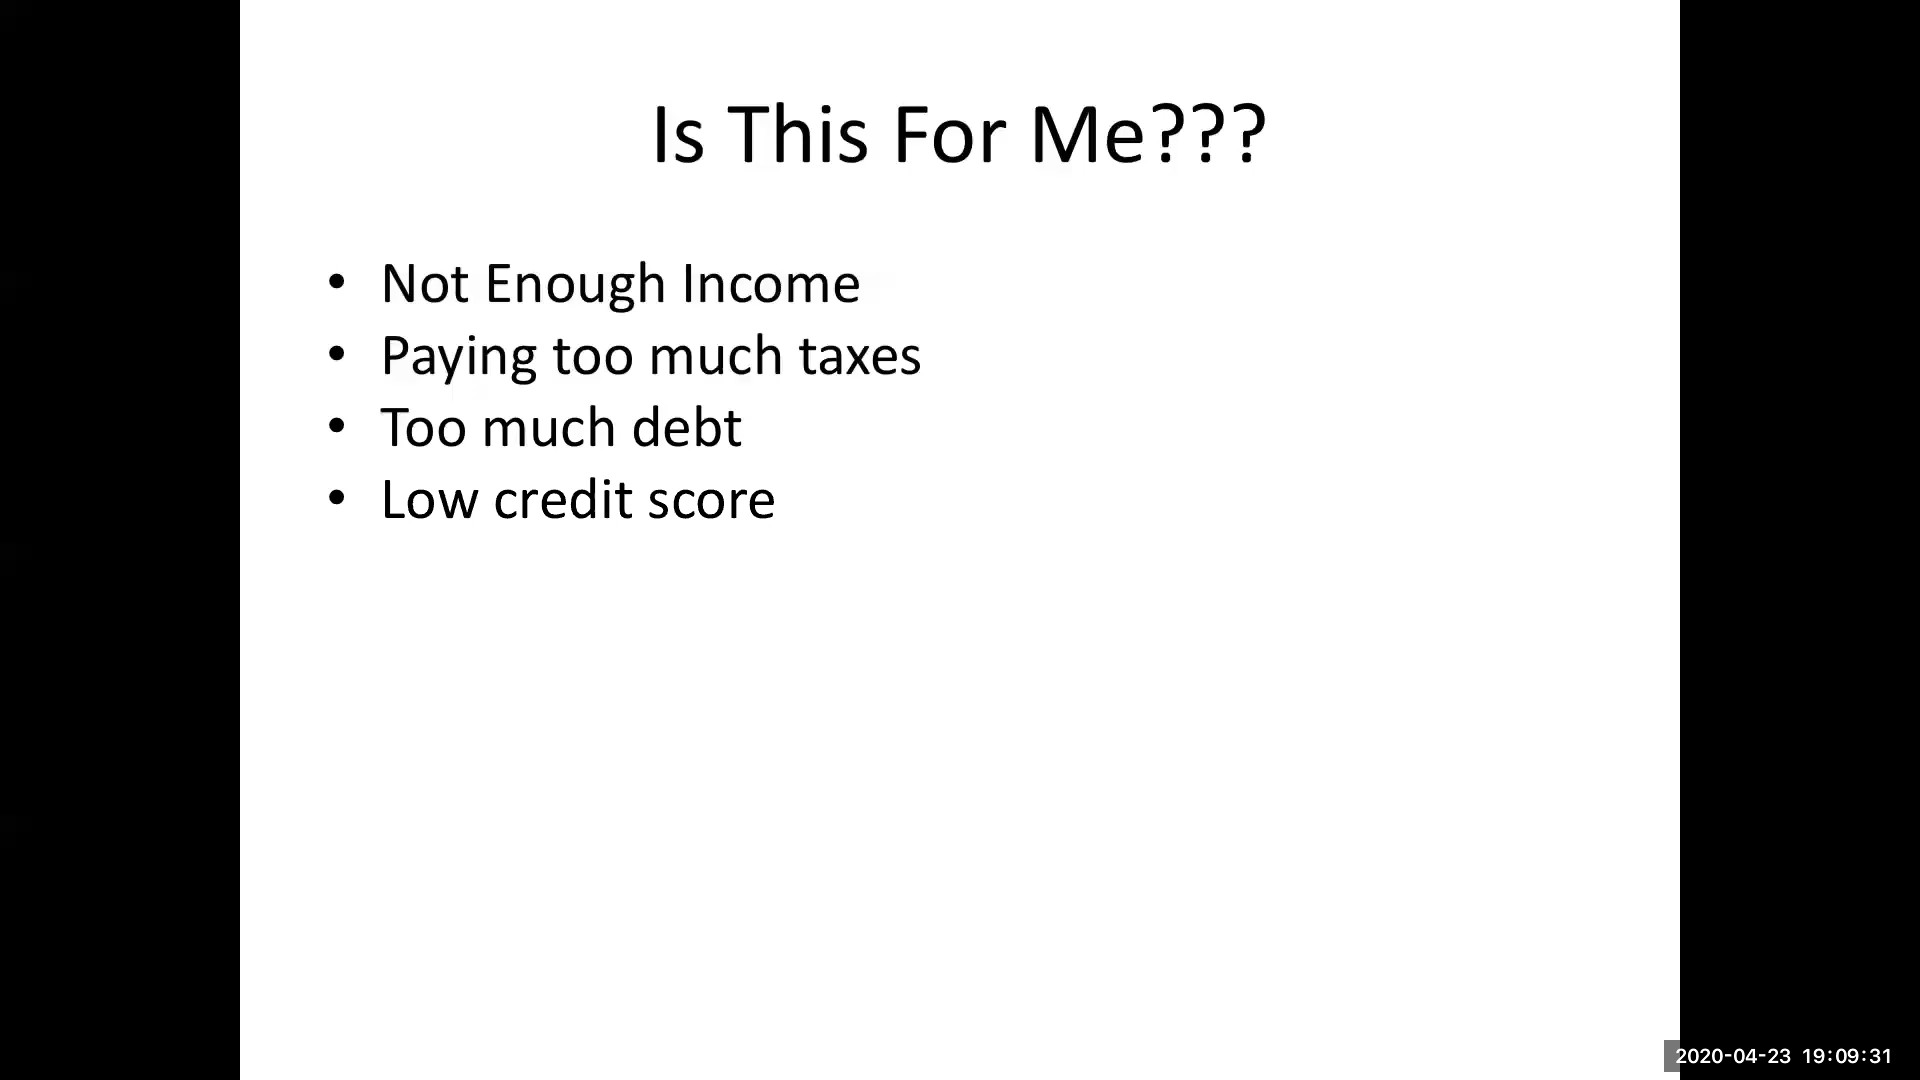 Is This For Me???
• Not Enough Income
• Paying too much taxes
• Too much debt
• Low credit score
2020-04-23 19:09:31